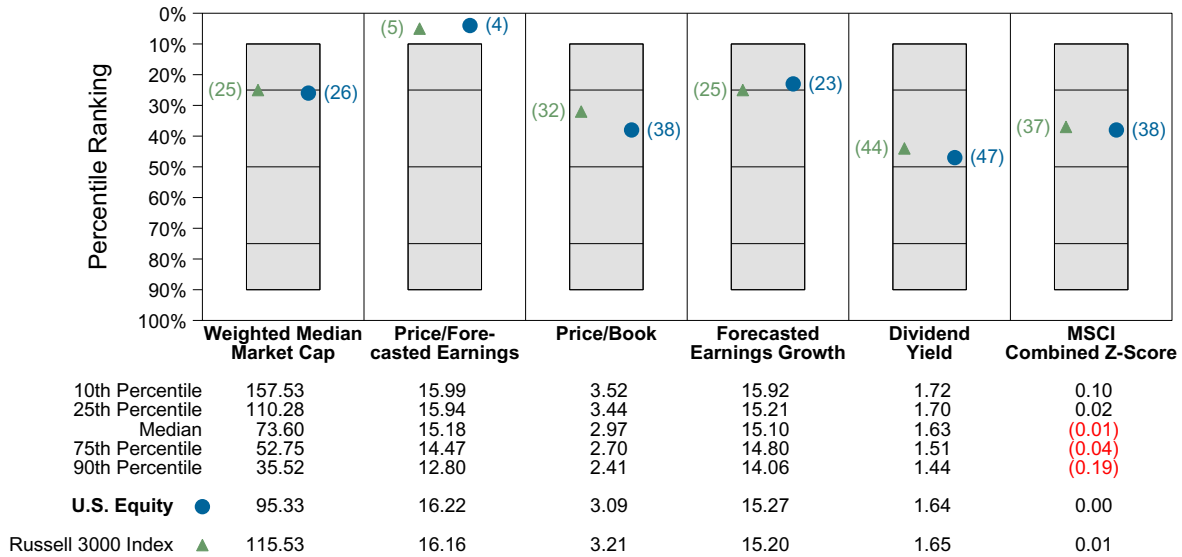 0%
10%
20%
30%
40%
50%
60%
70%
80%
90%
100%
Percentile Ranking
(25) (26)
(5) (4)
(32) (38)
(25) (23)
(44) (47)
(37) (38)
Weighted Median
Market Cap
Price/Fore-
casted Earnings
Price/Book
Forecasted
Earnings Growth
Dividend
Yield
MSCI
Combined Z-Score
10th Percentile 157.53 15.99 3.52 15.92 1.72 0.10
25th Percentile 110.28 15.94 3.44 15.21 1.70 0.02
Median 73.60 15.18 2.97 15.10 1.63 (0.01)
75th Percentile 52.75 14.47 2.70 14.80 1.51 (0.04)
90th Percentile 35.52 12.80 2.41 14.06 1.44 (0.19)
U.S. Equity 95.33 16.22 3.09 15.27 1.64 0.00
Russell 3000 Index 115.53 16.16 3.21 15.20 1.65 0.01